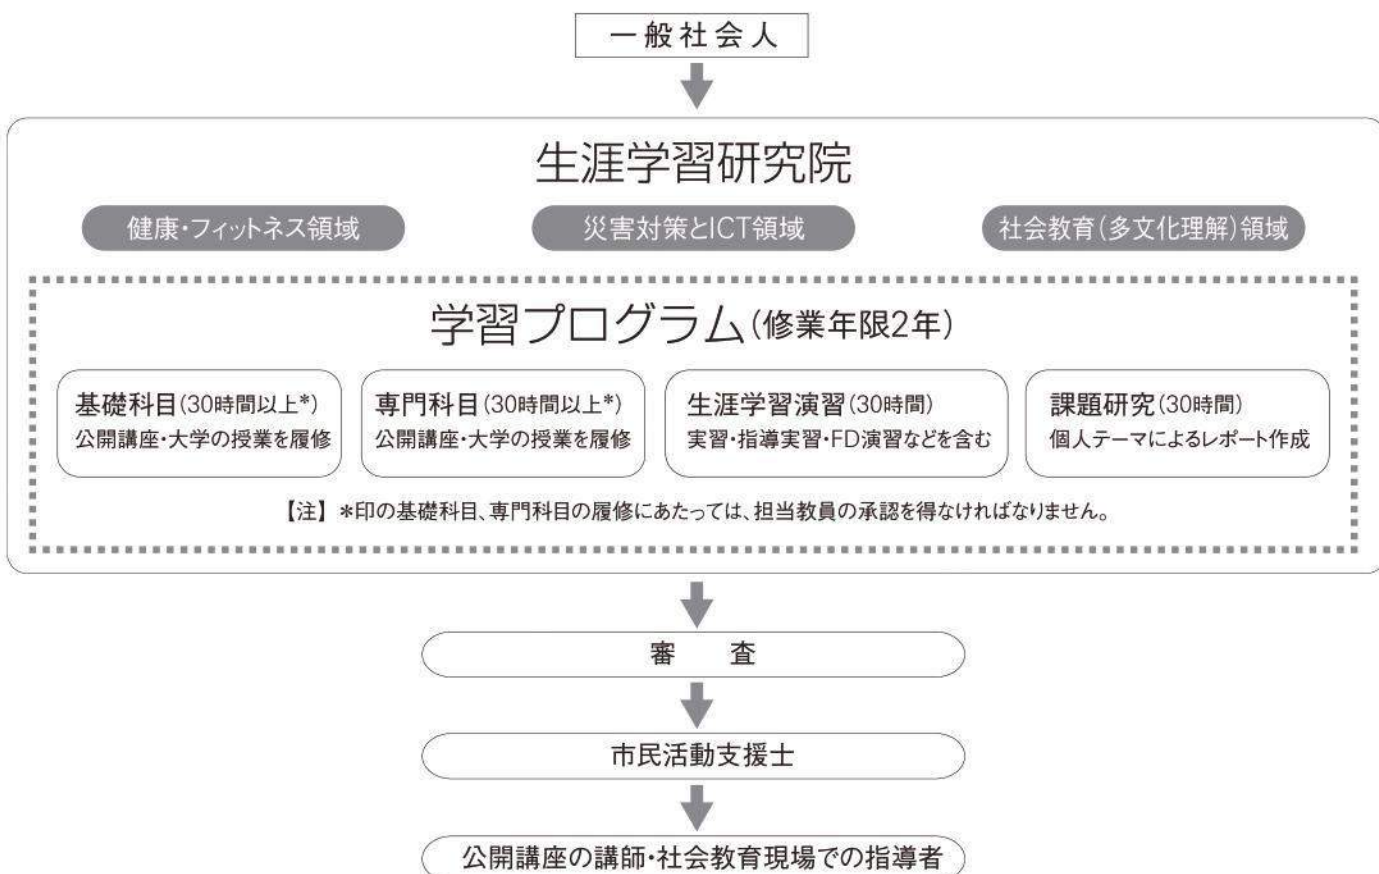 一般社会人
生涯学習研究院
健康・フィットネス領域
災害対策とICT領域
社会教育(多文化理解)領域
学習プログラム(修業年限2年)
基礎科目(30時間以上*)
公開講座・大学の授業を履修
専門科目(30時間以上*)
公開講座・大学の授業を履修
生涯学習演習(30時間)
実習・指導実習・FD演習などを含む
課題研究(30時間)
個人テーマによるレポート作成
【注】 *印の基礎科目、専門科目の履修にあたっては、担当教員の承認を得なければなりません。
審 査
市民活動支援士
公開講座の講師・社会教育現場での指導者